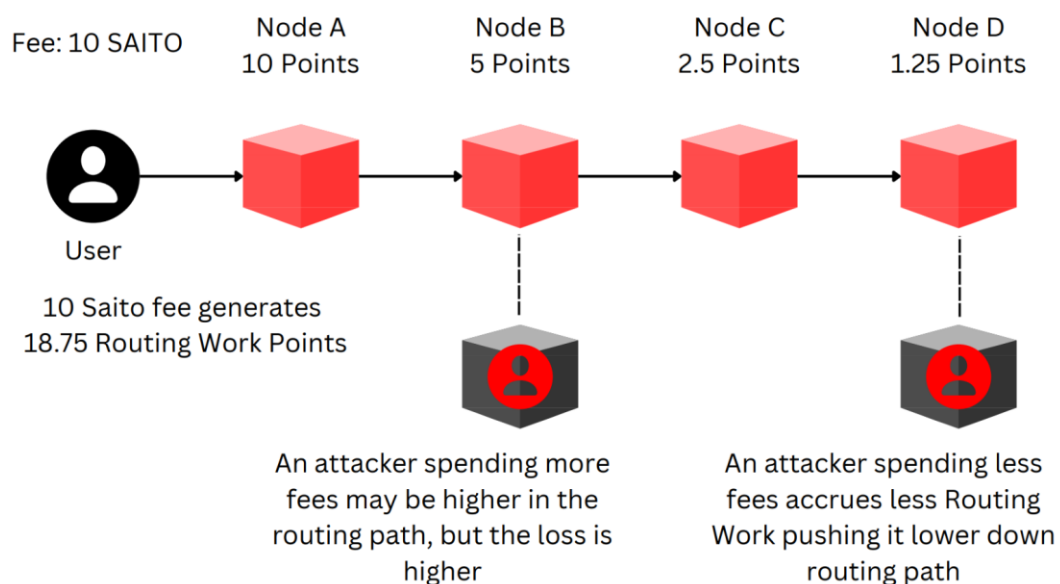 Fee: 10 SAITO
Node A
10 Points
Node B
5 Points
Node C
2.5 Points
Node D
1.25 Points
User
10 Saito fee generates
18.75 Routing Work Points
An attacker spending more
fees may be higher in the
routing path, but the loss is
higher
An attacker spending less
fees accrues less Routing
Work pushing it lower down
routing path